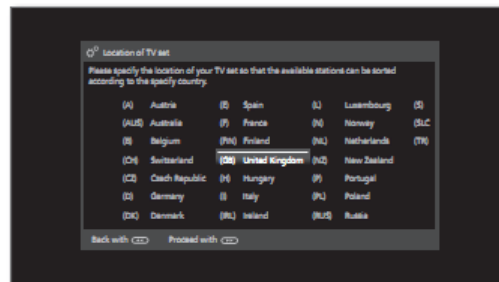 Location of TV set
Please specify the location of your TV set so that the available stations can be sorted
according to the specify country.
(A) Austria (E) Spain (L) Luxembourg (S)
(AUS) Australia (F) France (N) Norway (SLC
(B) Belgium (FIN) Finland (NL) Netherlands (TR)
(CH) Switzerland (GB) United Kingdom (NZ) New Zealand
(CZ) Czech Republic (H) Hungary (P) Portugal
(D) Germany (I) Italy (PL) Poland
(DK) Denmark (IRL) Ireland (RUS) Russia
Back with Proceed with